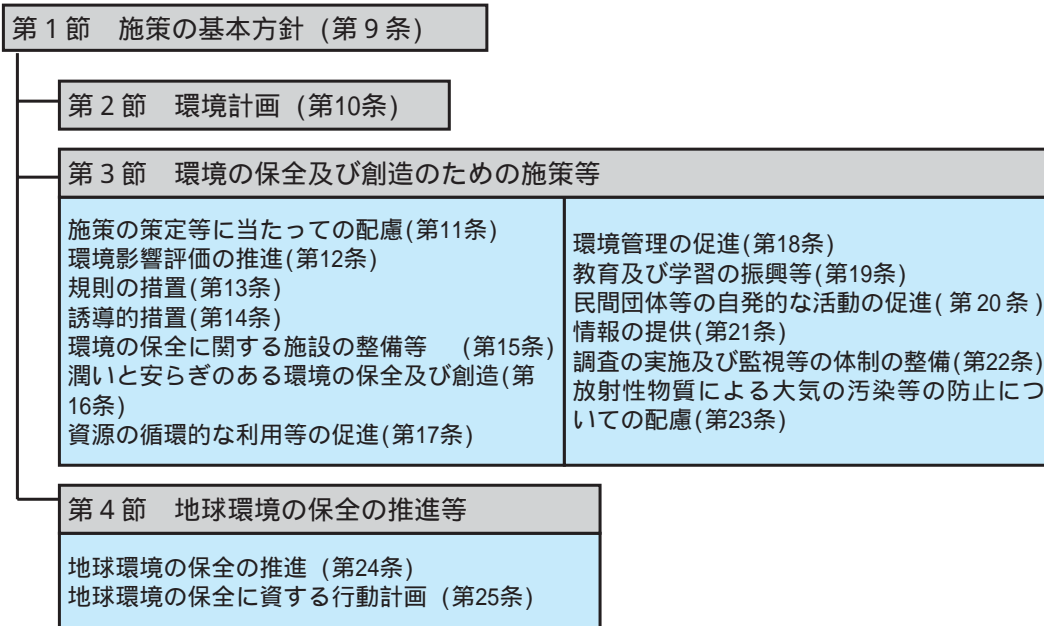 第1節　施策の基本方針 (第9条)
第2節　環境計画 (第10条)
第3節　環境の保全及び創造のための施策等
施策の策定等に当たっての配慮(第11条)
環境影響評価の推進(第12条)
規則の措置(第13条)
誘導的措置(第14条)
環境の保全に関する施設の整備等　(第15条)
潤いと安らぎのある環境の保全及び創造(第
16条)
資源の循環的な利用等の促進(第17条)
環境管理の促進(第18条)
教育及び学習の振興等(第19条)
民間団体等の自発的な活動の促進(第20条)
情報の提供(第21条)
調査の実施及び監視等の体制の整備(第22条)
放射性物質による大気の汚染等の防止につ
いての配慮(第23条)
第4節　地球環境の保全の推進等
地球環境の保全の推進 (第24条)
地球環境の保全に資する行動計画 (第25条)